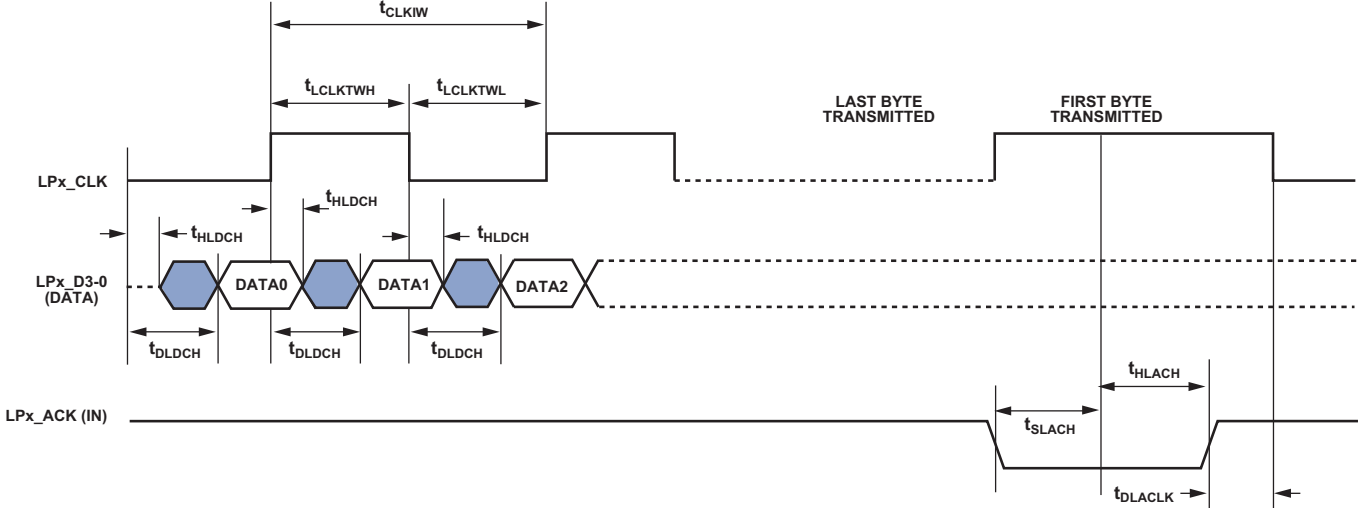 tCLKIW
tLCLKTWH
tLCLKTWL
LAST BYTE
TRANSMITTED
FIRST BYTE
TRANSMITTED
LPx_CLK
tHLDCH
tHLDCH
tHLDCH
LPx_D3-0
(DATA)
DATA0
DATA1
DATA2
tDLDCH
tDLDCH
tDLDCH
tHLACH
LPx_ACK (IN)
tSLACH
tDLACLK